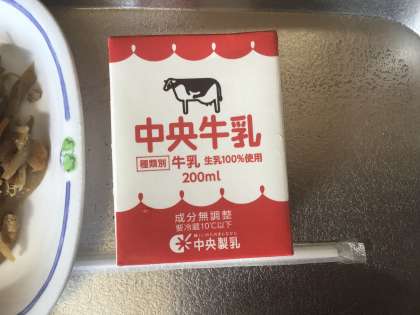 中央牛乳
種類別 牛乳 生乳100%使用
200ml
成分無調整
要冷蔵10℃以下
中央製乳